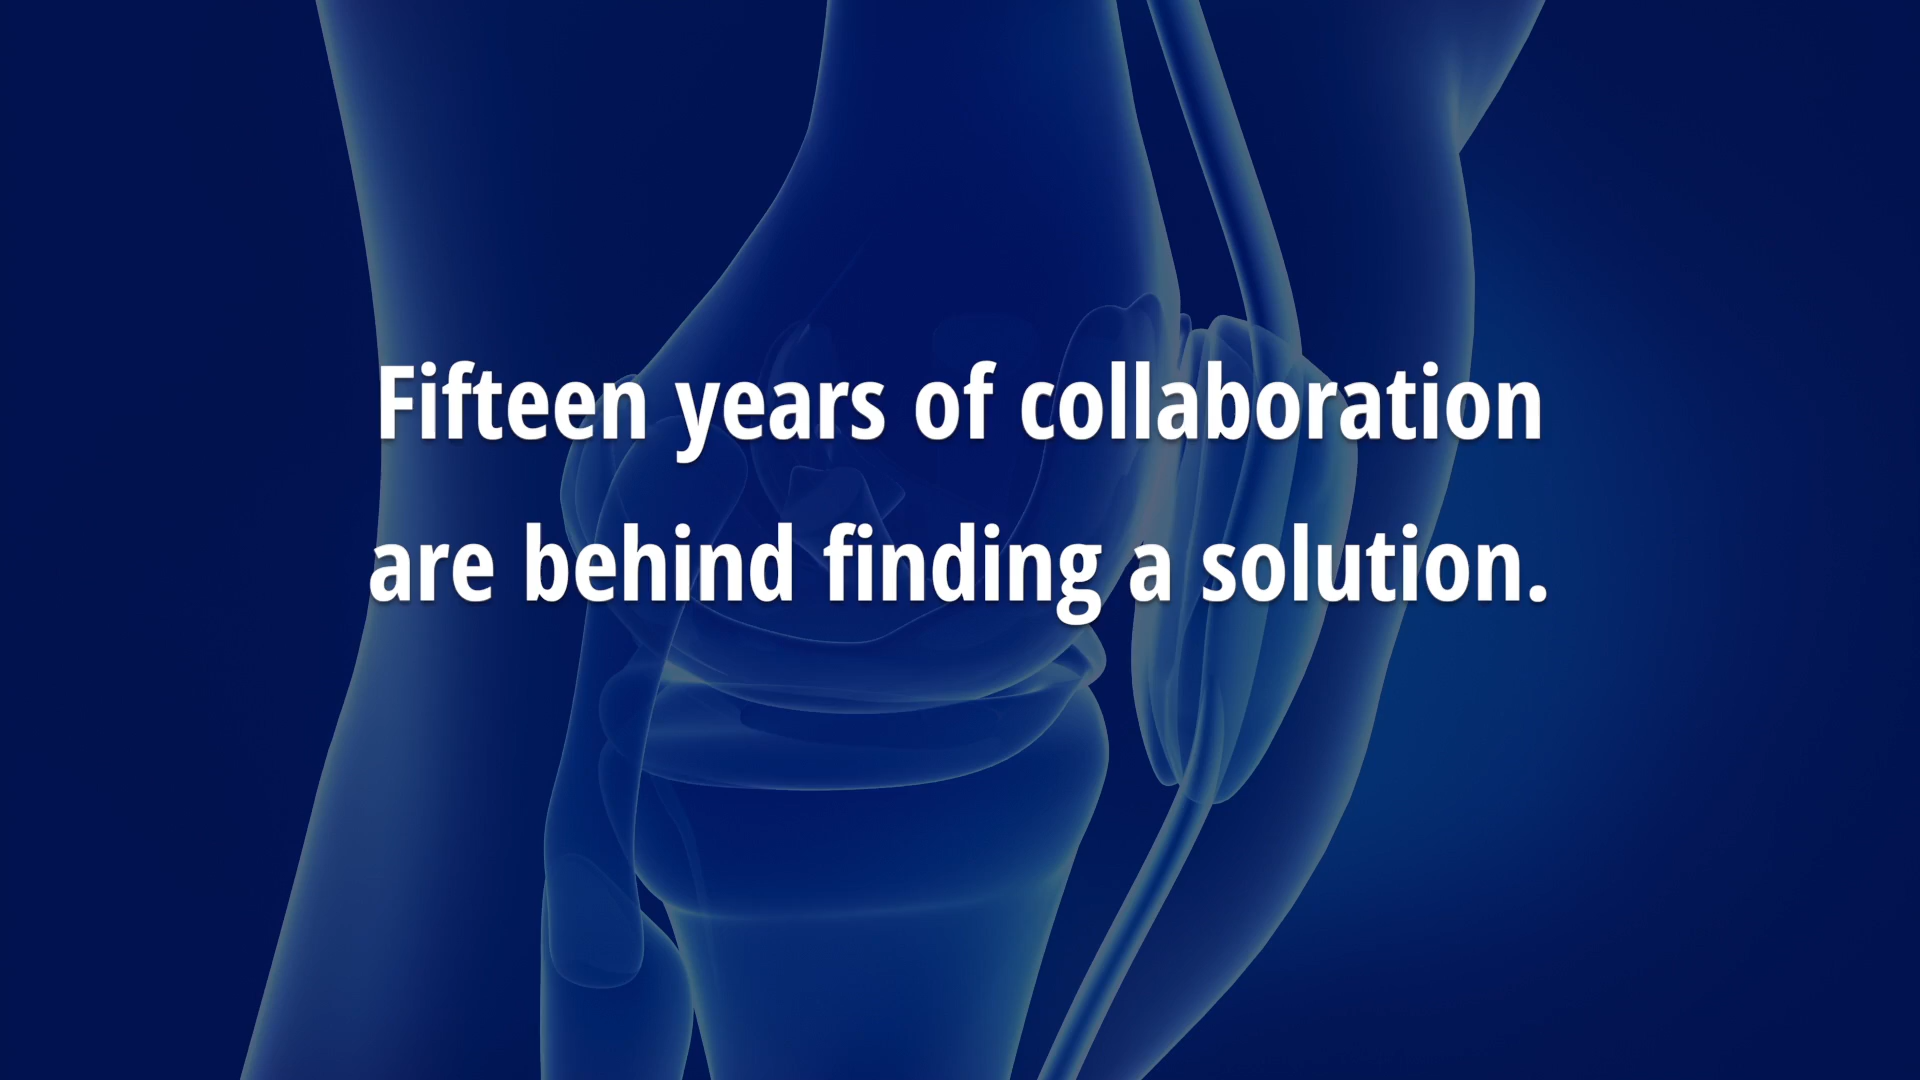 Fifteen years of collaboration
are behind finding a solution.